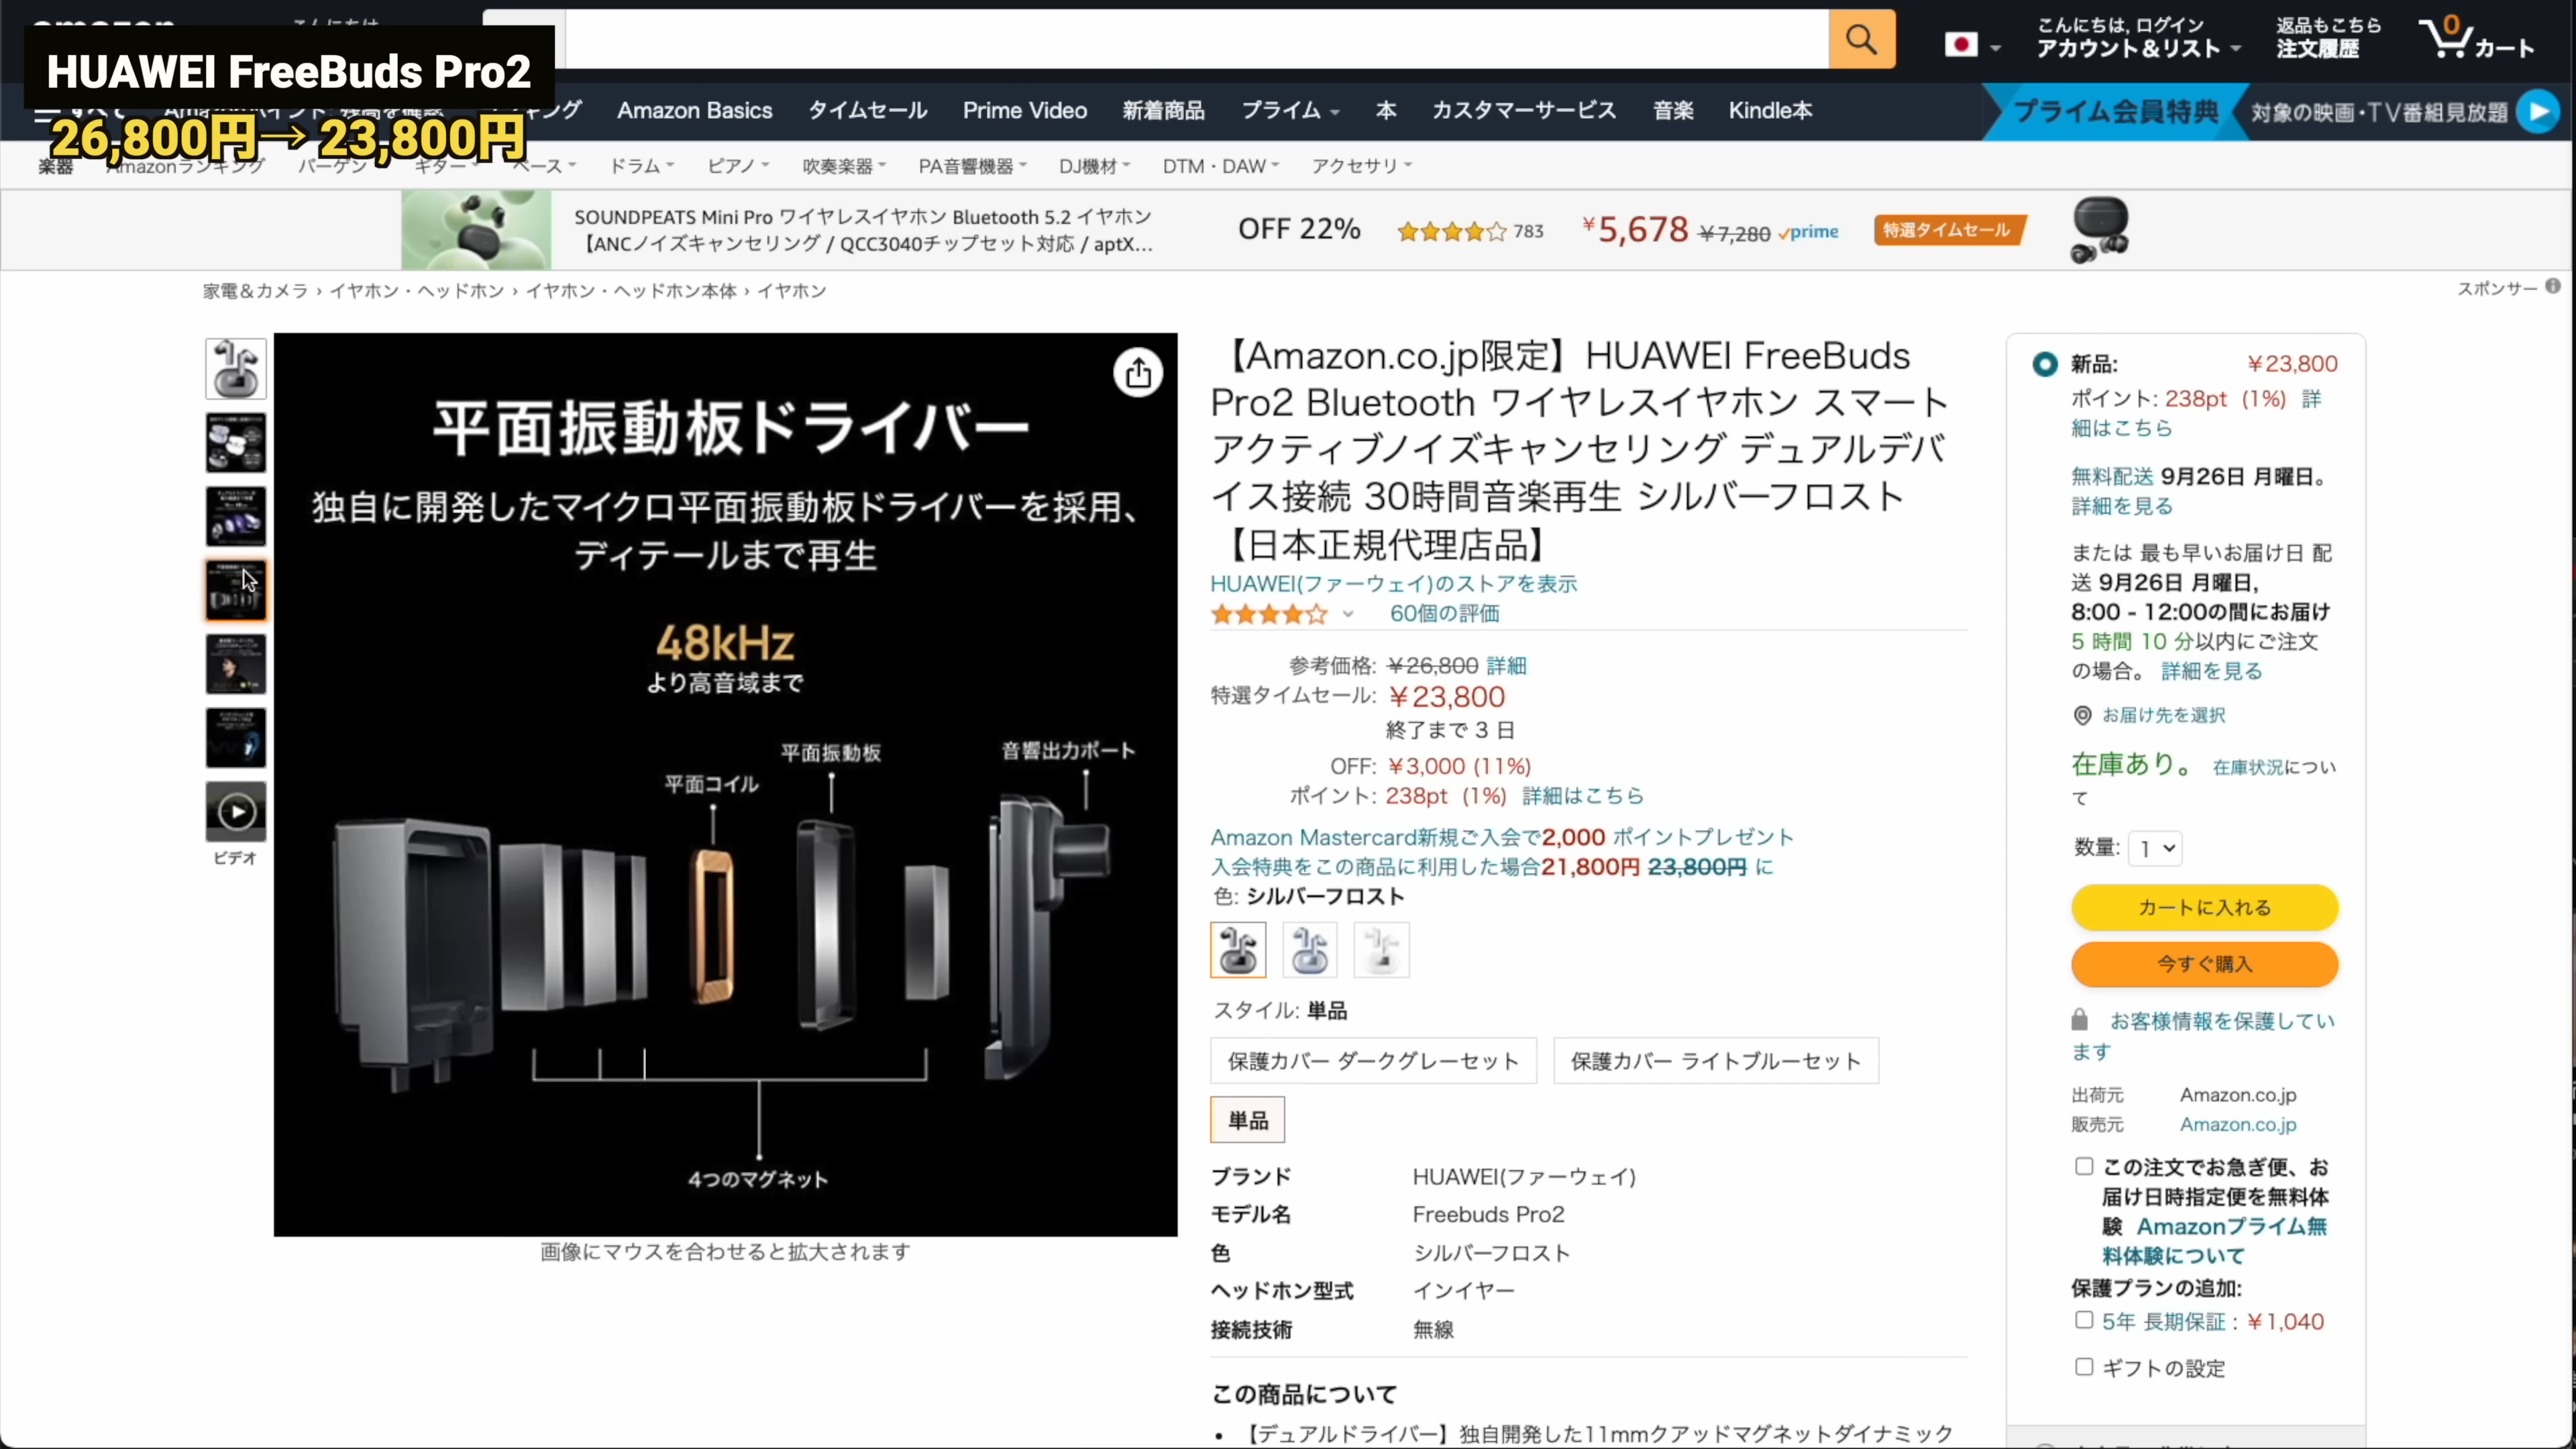 HUAWEI FreeBuds Pro2
26,800円→23,800円
こんにちは, ログイン
アカウント&リスト
返品もこちら
注文履歴
0
カート
Amazon Basics
タイムセール
Prime Video
新着商品
プライム
本
カスタマーサービス
音楽
Kindle本
プライム会員特典
対象の映画・TV番組見放題
楽器
Amazonランキング
バーゲン
ギター
ベース
ドラム
ピアノ
吹奏楽器
PA音響機器
DJ機材
DTM・DAW
アクセサリ
SOUNDPEATS Mini Pro ワイヤレスイヤホン Bluetooth 5.2 イヤホン
【ANCノイズキャンセリング / QCC3040チップセット対応 / aptX...
OFF 22%
783
¥5,678
¥7,280
prime
特選タイムセール
家電&カメラ › イヤホン・ヘッドホン › イヤホン・ヘッドホン本体 › イヤホン
スポンサー
ビデオ
平面振動板ドライバー
独自に開発したマイクロ平面振動板ドライバーを採用、
ディテールまで再生
48kHz
より高音域まで
平面コイル
平面振動板
音響出力ポート
4つのマグネット
画像にマウスを合わせると拡大されます
【Amazon.co.jp限定】HUAWEI FreeBuds
Pro2 Bluetooth ワイヤレスイヤホン スマート
アクティブノイズキャンセリング デュアルデバ
イス接続 30時間音楽再生 シルバーフロスト
【日本正規代理店品】
HUAWEI(ファーウェイ)のストアを表示
60個の評価
参考価格: ¥26,800 詳細
特選タイムセール: ¥23,800
終了まで 3 日
OFF: ¥3,000 (11%)
ポイント: 238pt (1%) 詳細はこちら
Amazon Mastercard新規ご入会で2,000 ポイントプレゼント
入会特典をこの商品に利用した場合21,800円 23,800円 に
色: シルバーフロスト
スタイル: 単品
保護カバー ダークグレーセット
保護カバー ライトブルーセット
単品
ブランド HUAWEI(ファーウェイ)
モデル名 Freebuds Pro2
色 シルバーフロスト
ヘッドホン型式 インイヤー
接続技術 無線
この商品について
• 【デュアルドライバー】独自開発した11mmクアッドマグネットダイナミック
新品: ¥23,800
ポイント: 238pt (1%) 詳
細はこちら
無料配送 9月26日 月曜日。
詳細を見る
または 最も早いお届け日 配
送 9月26日 月曜日,
8:00 - 12:00の間にお届け
5 時間 10 分以内にご注文
の場合。 詳細を見る
お届け先を選択
在庫あり。 在庫状況につい
て
数量: 1
カートに入れる
今すぐ購入
お客様情報を保護してい
ます
出荷元 Amazon.co.jp
販売元 Amazon.co.jp
この注文でお急ぎ便、お
届け日時指定便を無料体
験 Amazonプライム無
料体験について
保護プランの追加:
5年 長期保証 : ¥1,040
ギフトの設定